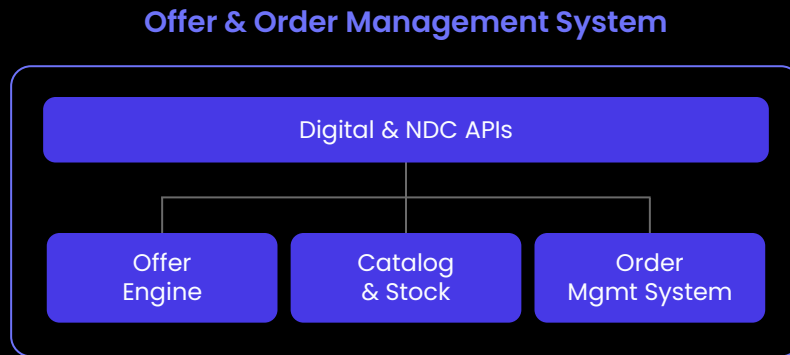 Offer & Order Management System
Digital & NDC APIs
Offer
Engine
Catalog
& Stock
Order
Mgmt System